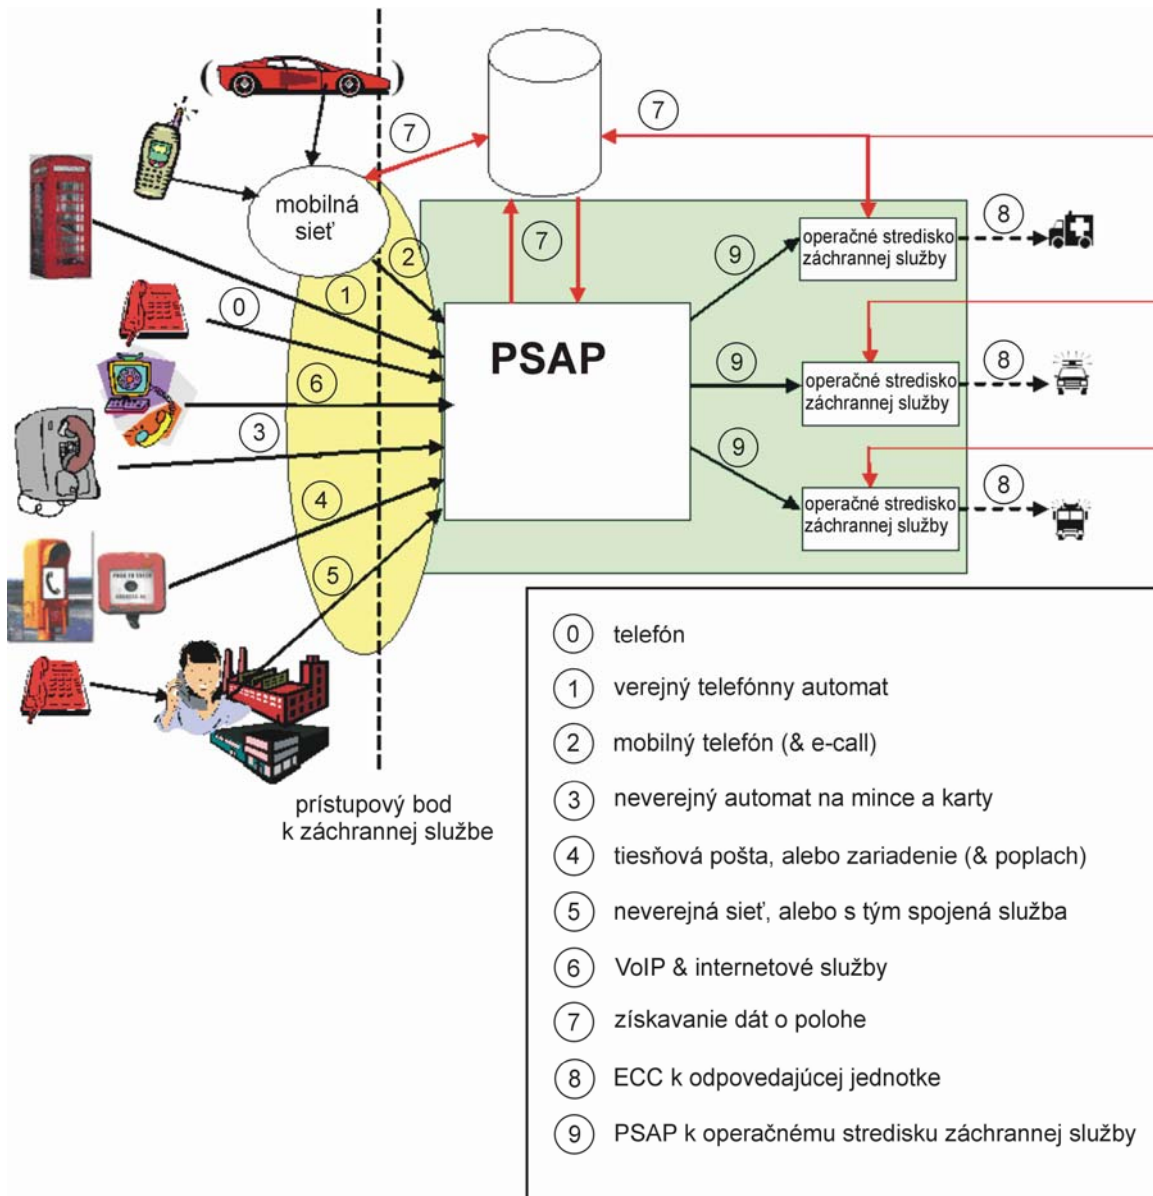 7
7
mobilná
sieť
7
2
1
0
6
3
4
5
PSAP
9
9
9
operačné stredisko
záchrannej služby
8
operačné stredisko
záchrannej služby
8
operačné stredisko
záchrannej služby
8
prístupový bod
k záchrannej službe
0 telefón
1 verejný telefónny automat
2 mobilný telefón (& e-call)
3 neverejný automat na mince a karty
4 tiesňová pošta, alebo zariadenie (& poplach)
5 neverejná sieť, alebo s tým spojená služba
6 VoIP & internetové služby
7 získavanie dát o polohe
8 ECC k odpovedajúcej jednotke
9 PSAP k operačnému stredisku záchrannej služby